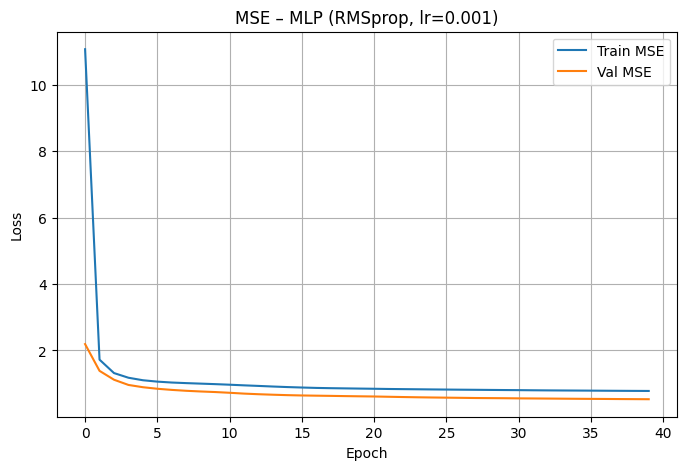 MSE – MLP (RMSprop, lr=0.001)
Train MSE
Val MSE
10
8
6
4
2
Loss
0 5 10 15 20 25 30 35 40
Epoch